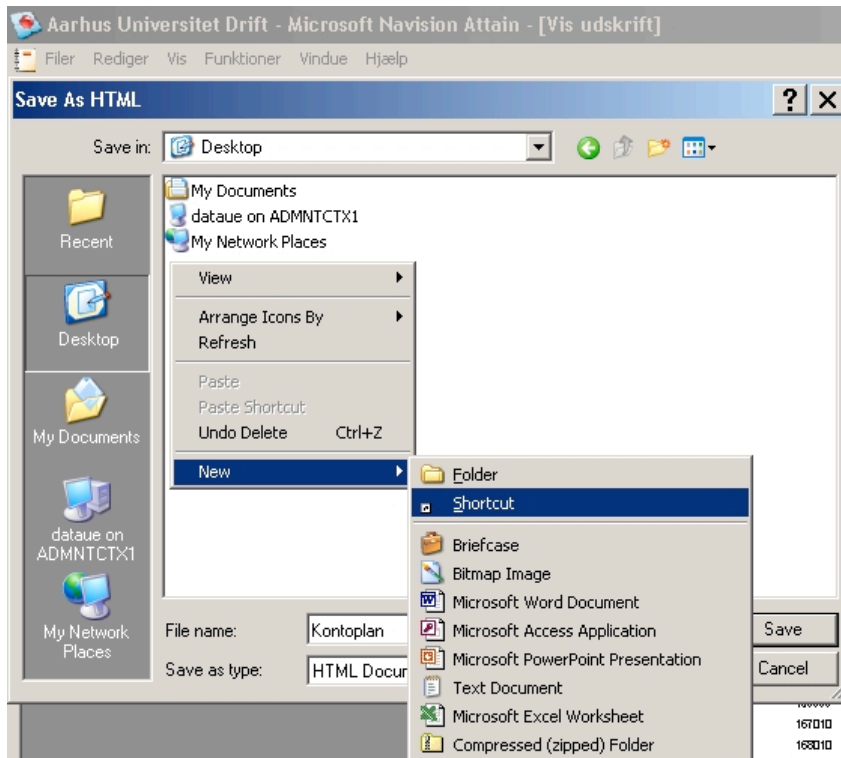 Aarhus Universitet Drift - Microsoft Navision Attain - [Vis udskrift]
Filer Rediger Vis Funktioner Vindue Hjælp
Save As HTML
Save in: Desktop
My Documents
dataue on ADMNTCTX1
My Network Places
Recent
Desktop
My Documents
dataue on
ADMNTCTX1
My Network
Places
View
Arrange Icons By
Refresh
Paste
Paste Shortcut
Undo Delete Ctrl+Z
New
Folder
Shortcut
Briefcase
Bitmap Image
Microsoft Word Document
Microsoft Access Application
Microsoft PowerPoint Presentation
Text Document
Microsoft Excel Worksheet
Compressed (zipped) Folder
File name: Kontoplan
Save as type: HTML Docur
Save
Cancel
167010
168010